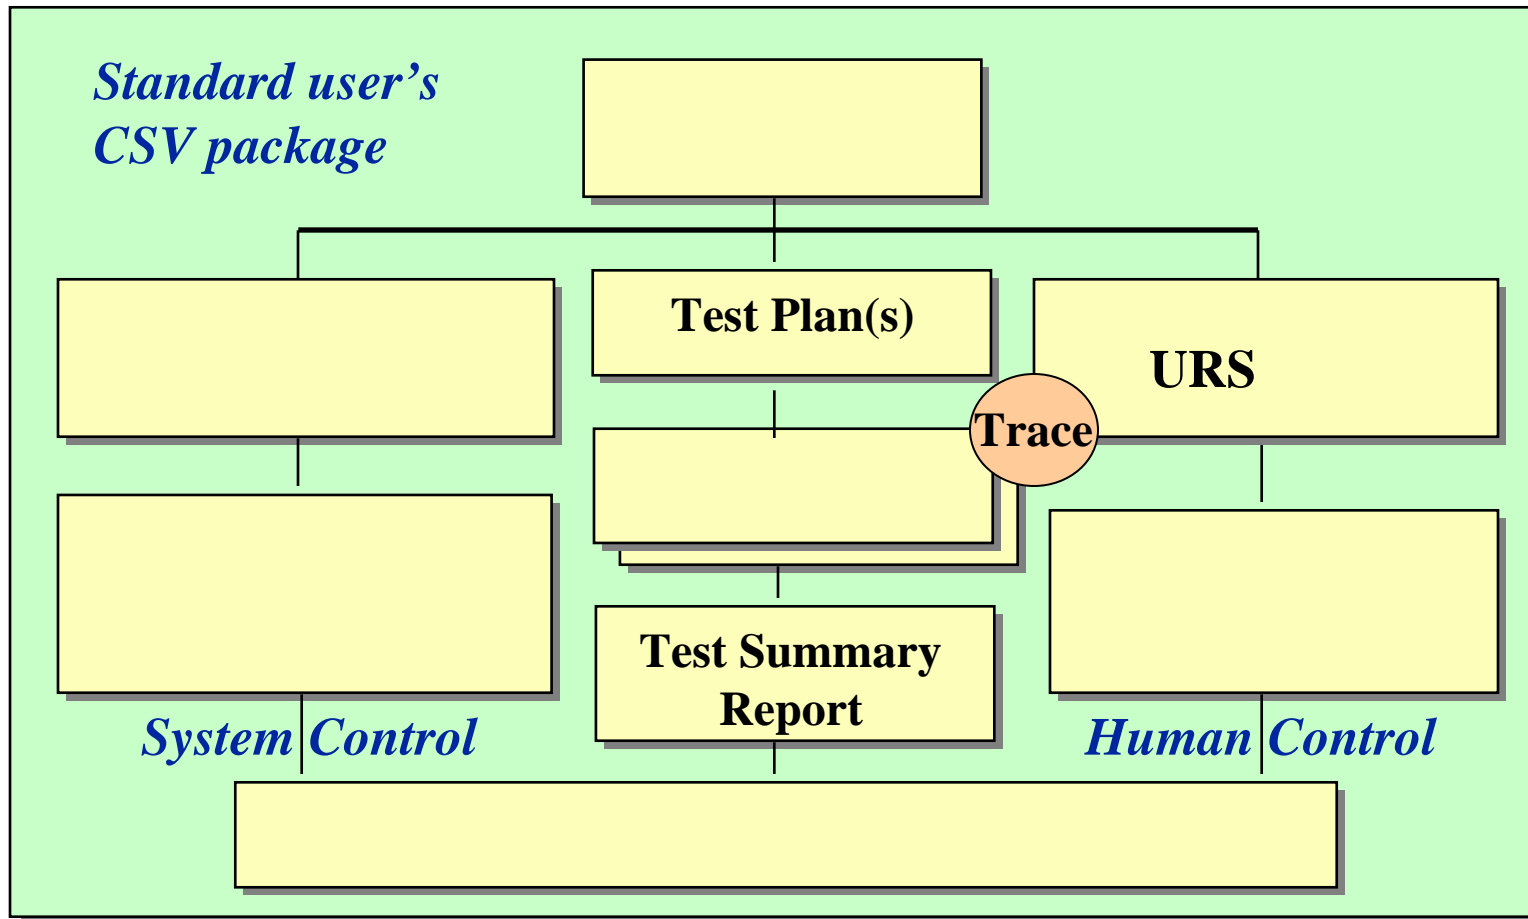 Standard user’s
CSV package
Test Plan(s)
URS
Trace
Test Summary
Report
System Control
Human Control